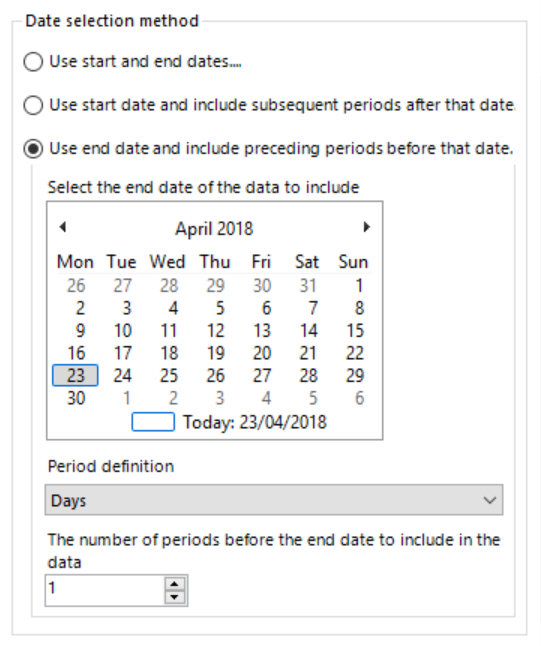 Date selection method
Use start and end dates....
Use start date and include subsequent periods after that date.
Use end date and include preceding periods before that date.
Select the end date of the data to include
April 2018
Mon Tue Wed Thu Fri Sat Sun
26 27 28 29 30 31 1
2 3 4 5 6 7 8
9 10 11 12 13 14 15
16 17 18 19 20 21 22
23 24 25 26 27 28 29
30 1 2 3 4 5 6
Today: 23/04/2018
Period definition
Days
The number of periods before the end date to include in the
data
1